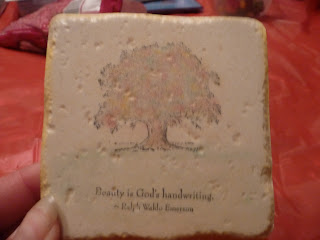 Beauty is God's handwriting.
~ Ralph Waldo Emerson